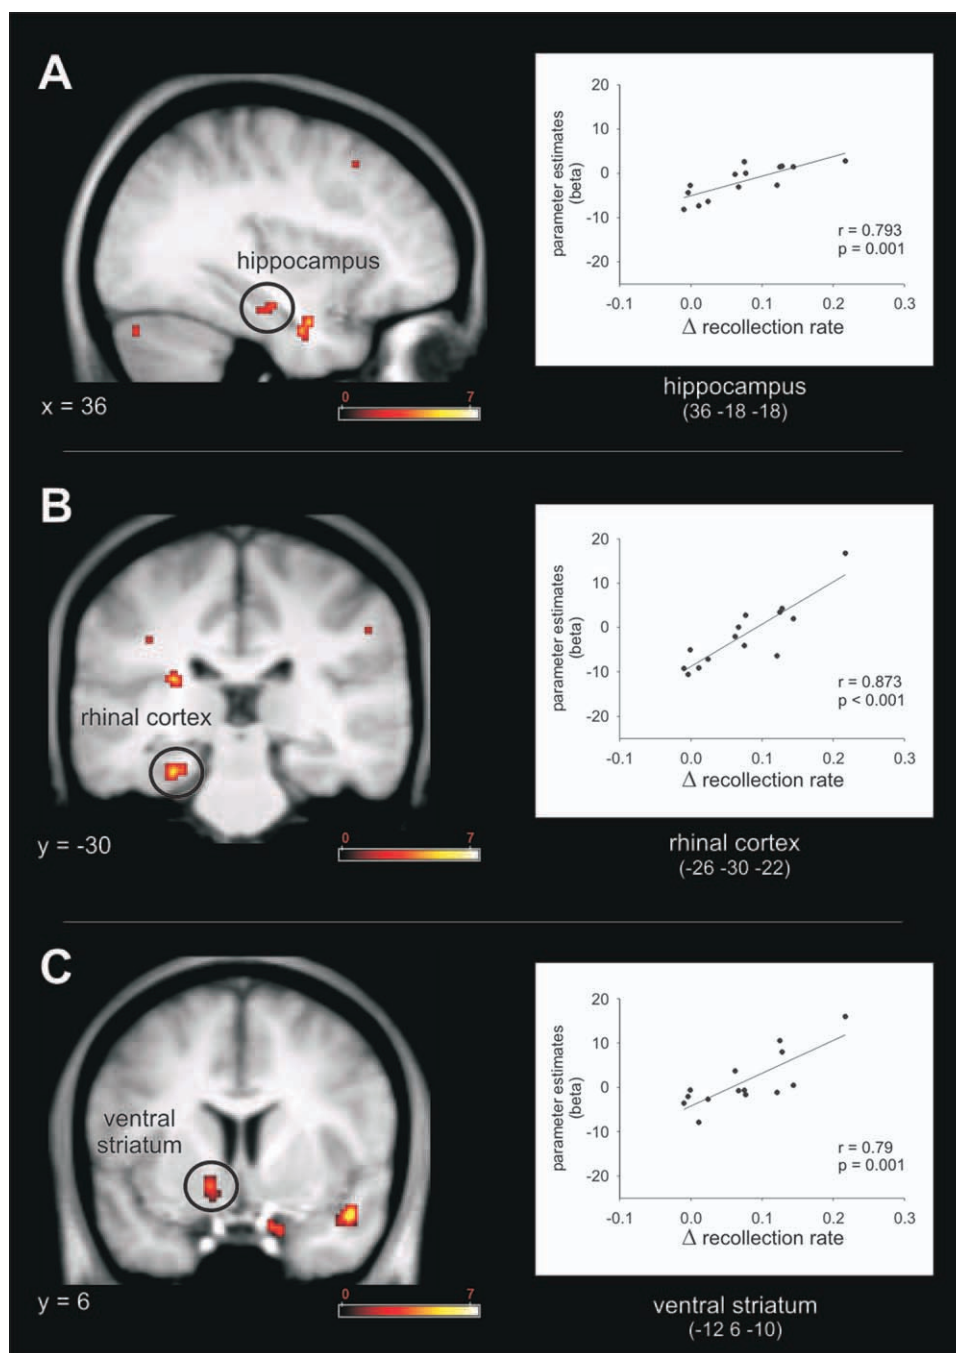 A
hippocampus
x = 36
0 7
parameter estimates
(beta)
20
10
0
-10
-20
r = 0.793
p = 0.001
-0.1 0.0 0.1 0.2 0.3
Δ recollection rate
hippocampus
(36 -18 -18)
B
rhinal cortex
y = -30
0 7
parameter estimates
(beta)
20
10
0
-10
-20
r = 0.873
p < 0.001
-0.1 0.0 0.1 0.2 0.3
Δ recollection rate
rhinal cortex
(-26 -30 -22)
C
ventral
striatum
y = 6
0 7
parameter estimates
(beta)
20
10
0
-10
-20
r = 0.79
p = 0.001
-0.1 0.0 0.1 0.2 0.3
Δ recollection rate
ventral striatum
(-12 6 -10)